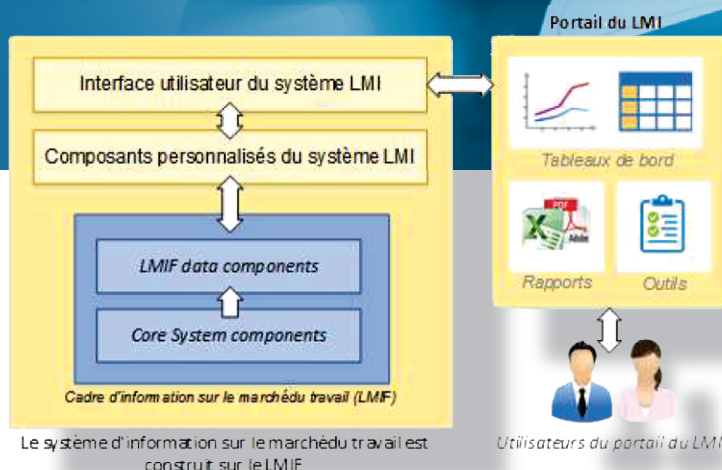 Portail du LMI
Interface utilisateur du système LMI
Composants personnalisés du système LMI
LMIF data components
Core System components
Cadre d'information sur le marchédu travail (LMIF)
Le système d'information sur le marchédu travail est
construit sur le LMIF
Tableaux de bord
PDF
Adobe
Rapports
Outils
Utilisateurs du portail du LMI